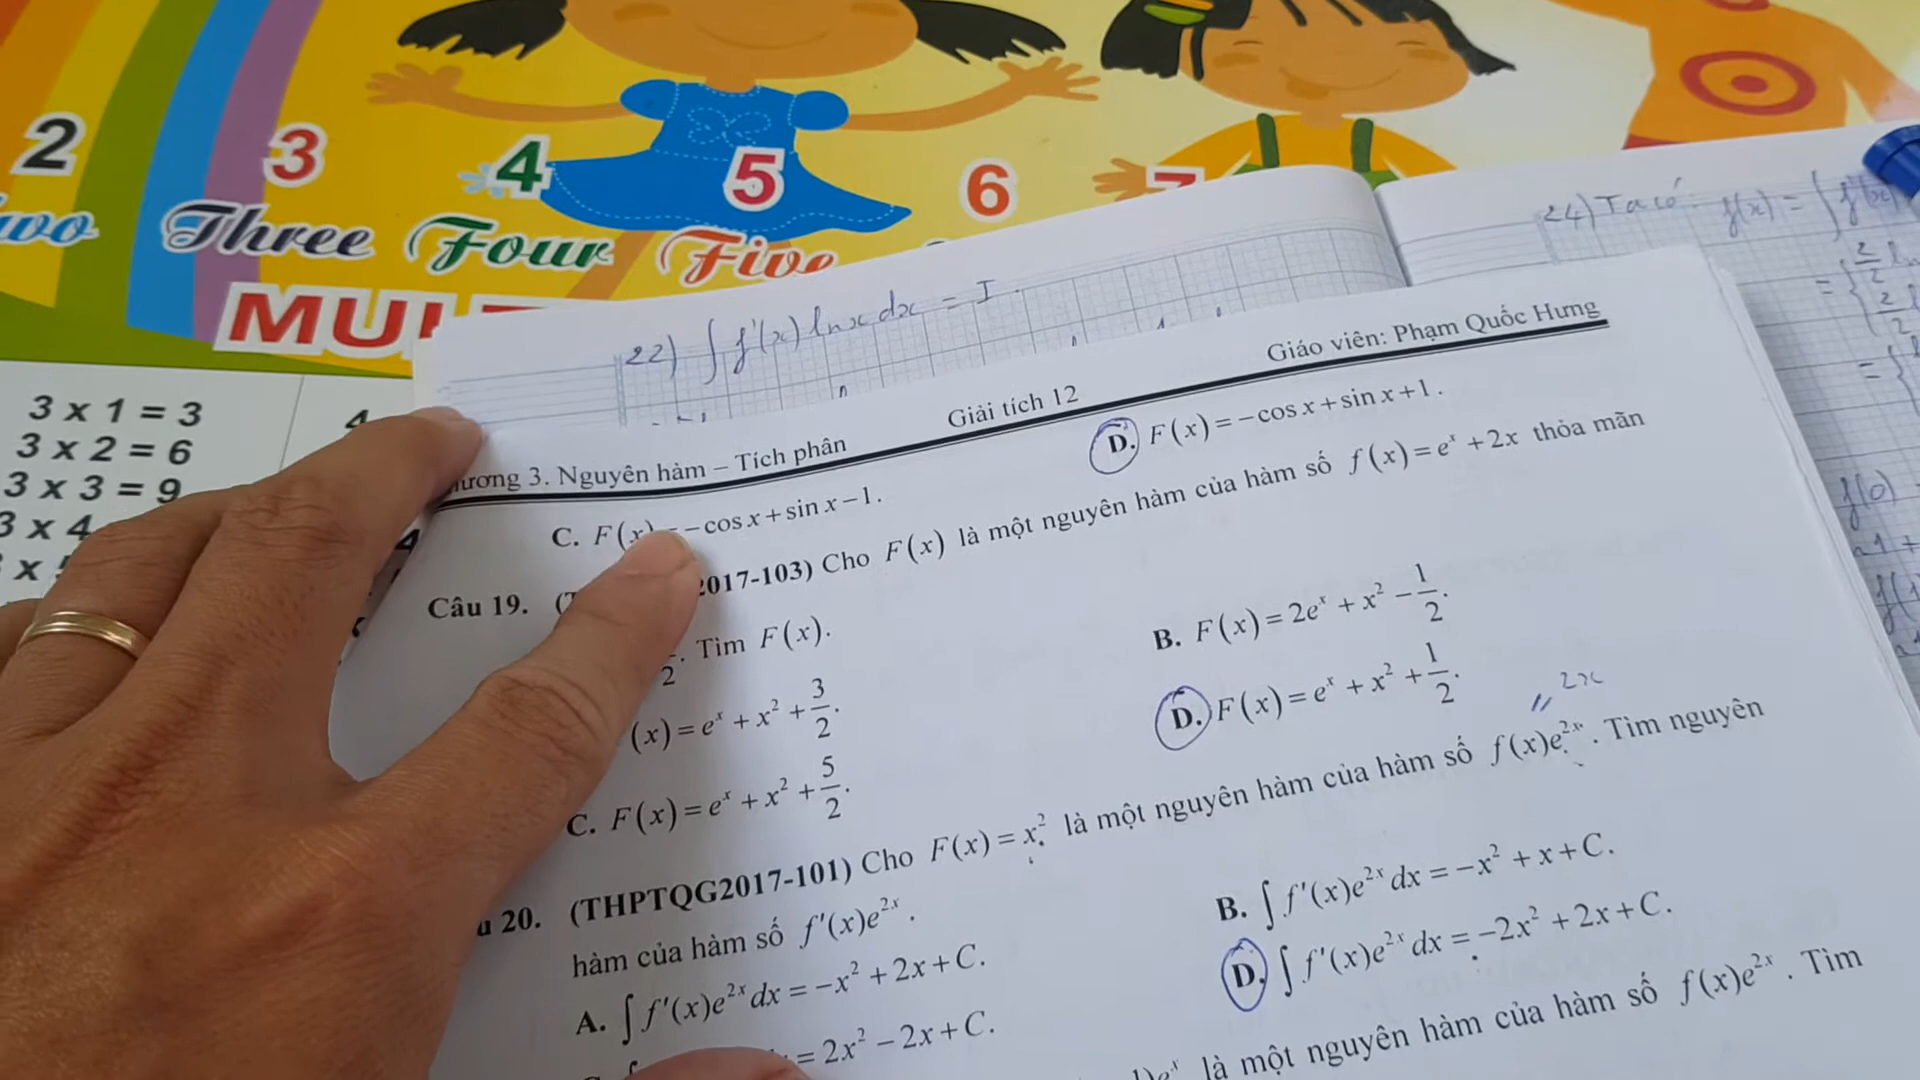 2 3 4 5 6
Three Four Five
3 x 1 = 3
3 x 2 = 6
3 x 3 = 9
3 x 4
22) ∫ f'(x) lnx dx = I
24) Ta có: f(x) = ∫ f'(x)
f(0)
Nguyên hàm – Tích phân Giải tích 12 Giáo viên: Phạm Quốc Hưng
C. F(x) = -cos x + sin x - 1. D. F(x) = -cos x + sin x + 1.
Câu 19. 2017-103) Cho F(x) là một nguyên hàm của hàm số f(x) = eˣ + 2x thỏa mãn
2. Tìm F(x).
(x) = eˣ + x² + 3/2. B. F(x) = 2eˣ + x² - 1/2.
C. F(x) = eˣ + x² + 5/2. D. F(x) = eˣ + x² + 1/2.
2x
20. (THPTQG2017-101) Cho F(x) = x² là một nguyên hàm của hàm số f(x)e²ˣ. Tìm nguyên
hàm của hàm số f'(x)e²ˣ.
A. ∫ f'(x)e²ˣ dx = -x² + 2x + C. B. ∫ f'(x)e²ˣ dx = -x² + x + C.
= 2x² - 2x + C. D. ∫ f'(x)e²ˣ dx = -2x² + 2x + C.
là một nguyên hàm của hàm số f(x)e²ˣ. Tìm